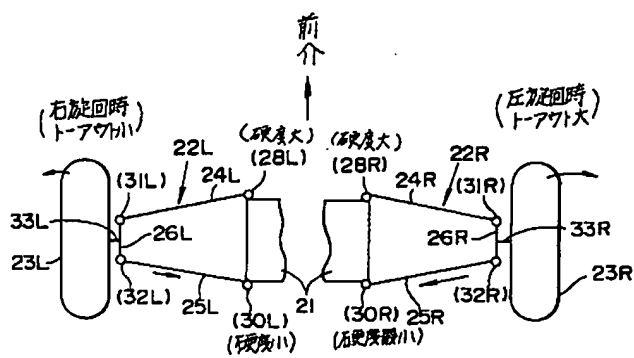 前
(右旋回時
トーアウト小)
(左旋回時
トーアウト大)
(硬度大)
(28L)
(硬度大)
(28R)
22L
24L
(31L)
33L
26L
23L
(32L)
25L
(30L)
(硬度小)
21
22R
24R
(31R)
26R
33R
23R
(32R)
25R
(30R)
(硬度最小)